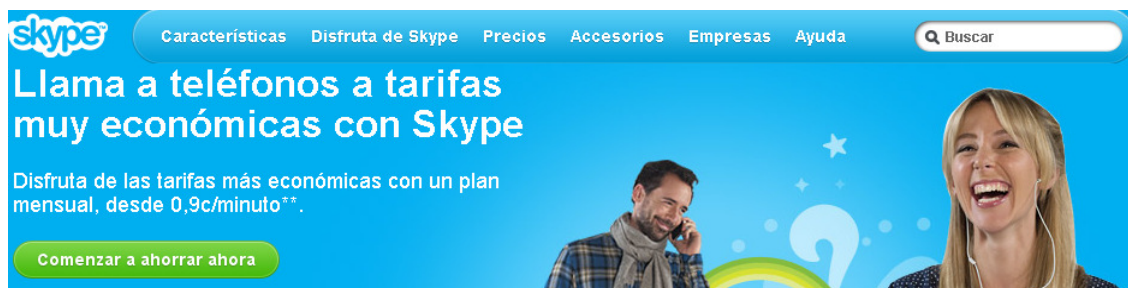 skype
Características Disfruta de Skype Precios Accesorios Empresas Ayuda Buscar
Llama a teléfonos a tarifas
muy económicas con Skype
Disfruta de las tarifas más económicas con un plan
mensual, desde 0,9c/minuto**.
Comenzar a ahorrar ahora